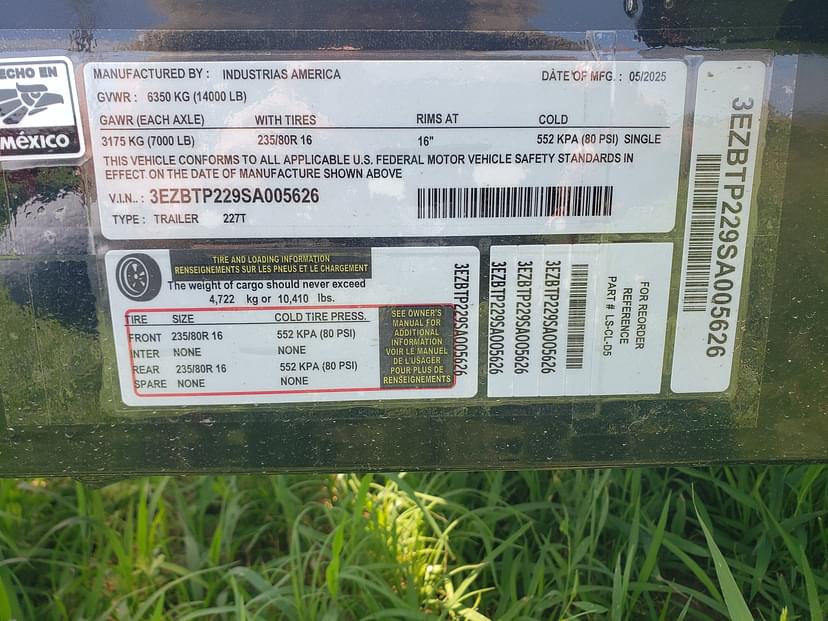 ECHO EN
MÉXICO
MANUFACTURED BY : INDUSTRIAS AMERICA DATE OF MFG. : 05/2025
GVWR : 6350 KG (14000 LB)
GAWR (EACH AXLE) WITH TIRES RIMS AT COLD
3175 KG (7000 LB) 235/80R 16 16" 552 KPA (80 PSI) SINGLE
THIS VEHICLE CONFORMS TO ALL APPLICABLE U.S. FEDERAL MOTOR VEHICLE SAFETY STANDARDS IN
EFFECT ON THE DATE OF MANUFACTURE SHOWN ABOVE
V.I.N.. : 3EZBTP229SA005626
TYPE : TRAILER 227T
TIRE AND LOADING INFORMATION
RENSEIGNEMENTS SUR LES PNEUS ET LE CHARGEMENT
The weight of cargo should never exceed
4,722 kg or 10,410 lbs.
TIRE SIZE COLD TIRE PRESS.
FRONT 235/80R 16 552 KPA (80 PSI)
INTER NONE NONE
REAR 235/80R 16 552 KPA (80 PSI)
SPARE NONE NONE
SEE OWNER'S
MANUAL FOR
ADDITIONAL
INFORMATION
VOIR LE MANUEL
DE L'USAGER
POUR PLUS DE
RENSEIGNEMENTS
3EZBTP229SA005626
3EZBTP229SA005626
3EZBTP229SA005626
3EZBTP229SA005626
FOR REORDER
REFERENCE
PART # LS-CL-D5
3EZBTP229SA005626